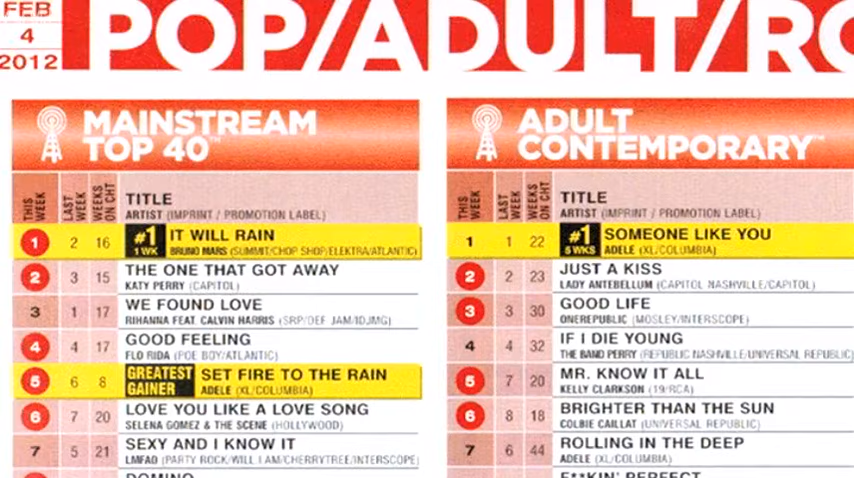 FEB
4
2012
POP/ADULT/RO
MAINSTREAM
TOP 40™
THIS WEEK LAST WEEK WEEKS ON CHT TITLE
ARTIST (IMPRINT / PROMOTION LABEL)
1 2 16 #1 1 WK IT WILL RAIN
BRUNO MARS (SUMMIT/CHOP SHOP/ELEKTRA/ATLANTIC)
2 3 15 THE ONE THAT GOT AWAY
KATY PERRY (CAPITOL)
3 1 17 WE FOUND LOVE
RIHANNA FEAT. CALVIN HARRIS (SRP/DEF JAM/IDJMG)
4 4 17 GOOD FEELING
FLO RIDA (POE BOY/ATLANTIC)
5 6 8 GREATEST GAINER SET FIRE TO THE RAIN
ADELE (XL/COLUMBIA)
6 7 20 LOVE YOU LIKE A LOVE SONG
SELENA GOMEZ & THE SCENE (HOLLYWOOD)
7 5 21 SEXY AND I KNOW IT
LMFAO (PARTY ROCK/WILL.I.AM/CHERRYTREE/INTERSCOPE)
DOMINO
ADULT
CONTEMPORARY™
THIS WEEK LAST WEEK WEEKS ON CHT TITLE
ARTIST (IMPRINT / PROMOTION LABEL)
1 1 22 #1 5 WKS SOMEONE LIKE YOU
ADELE (XL/COLUMBIA)
2 2 23 JUST A KISS
LADY ANTEBELLUM (CAPITOL NASHVILLE/CAPITOL)
3 3 30 GOOD LIFE
ONEREPUBLIC (MOSLEY/INTERSCOPE)
4 4 32 IF I DIE YOUNG
THE BAND PERRY (REPUBLIC NASHVILLE/UNIVERSAL REPUBLIC)
5 7 20 MR. KNOW IT ALL
KELLY CLARKSON (19/RCA)
6 8 18 BRIGHTER THAN THE SUN
COLBIE CAILLAT (UNIVERSAL REPUBLIC)
7 6 44 ROLLING IN THE DEEP
ADELE (XL/COLUMBIA)
F**KIN' PERFECT